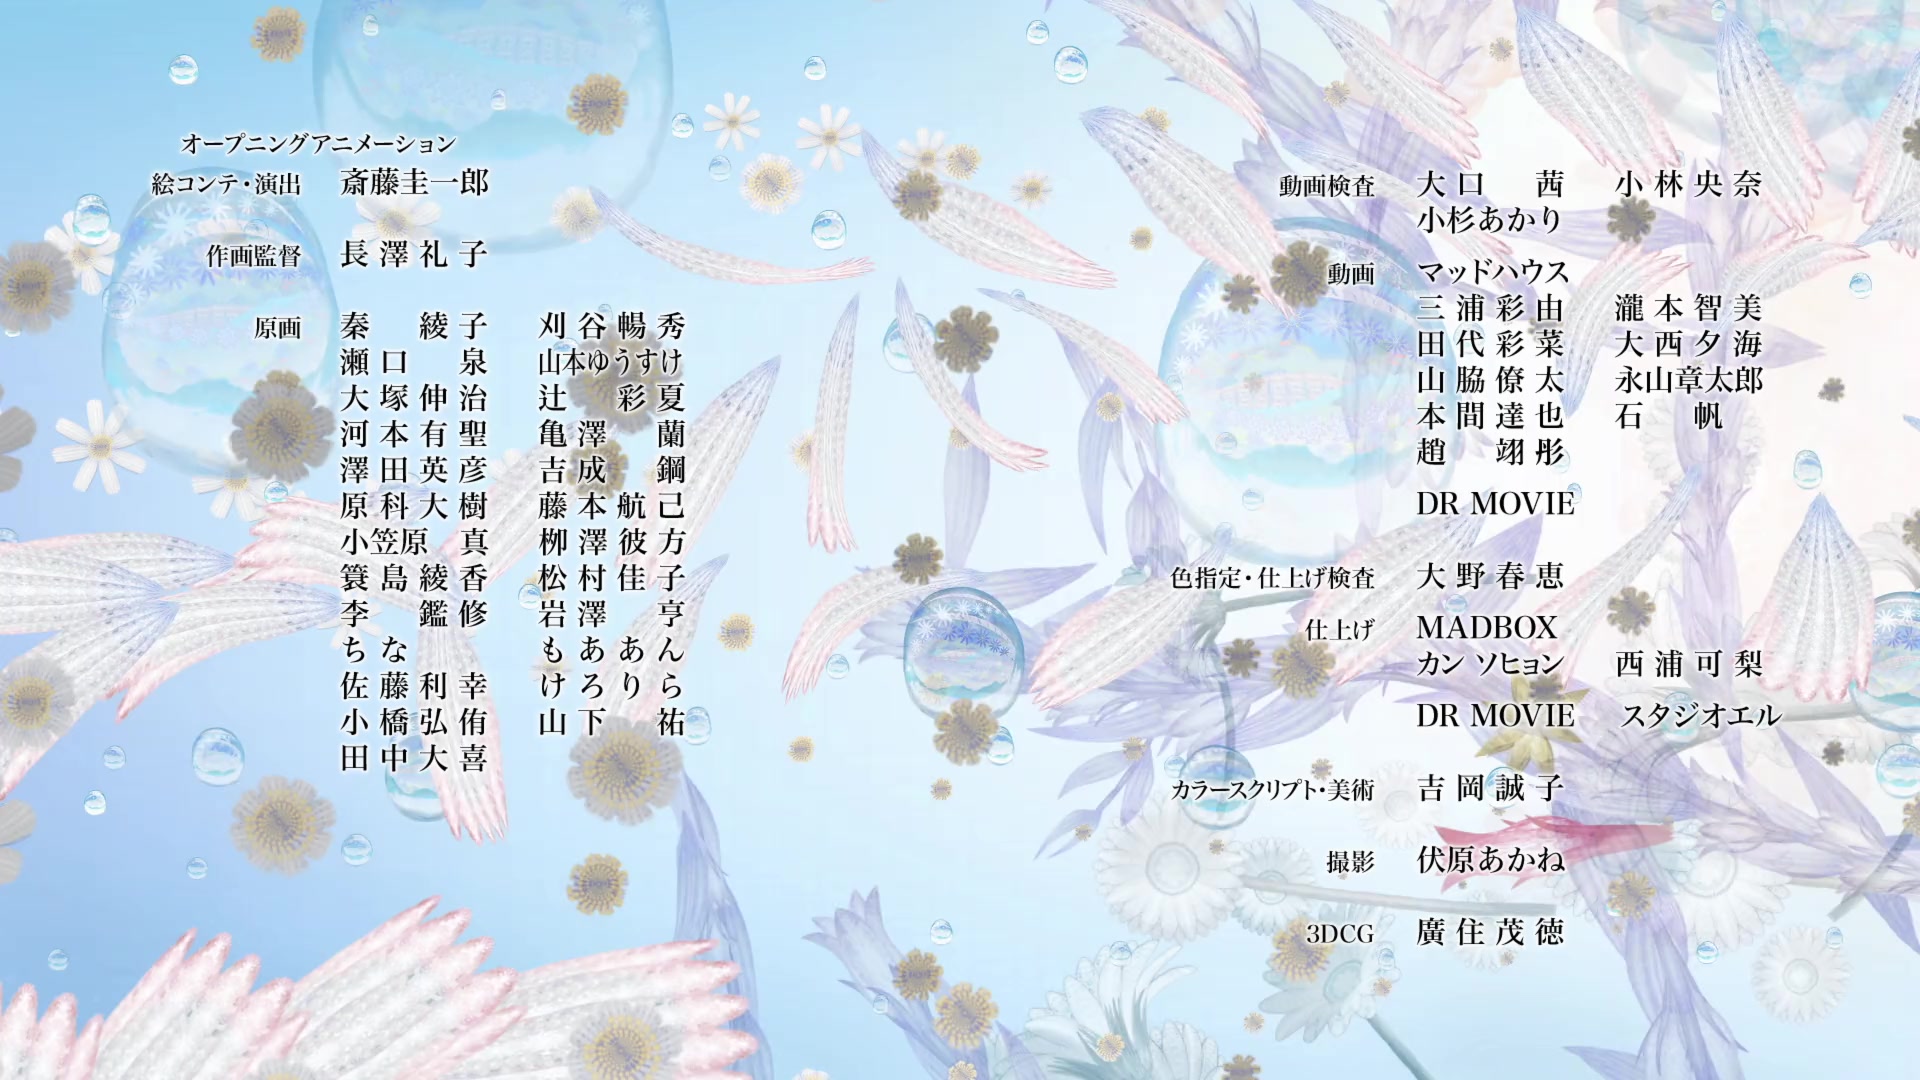 オープニングアニメーション
絵コンテ・演出 斎藤圭一郎
作画監督 長澤礼子
原画 秦綾子 刈谷暢秀
瀬口泉 山本ゆうすけ
大塚伸治 辻彩夏
河本有聖 亀澤蘭
澤田英彦 吉成鋼
原科大樹 藤本航己
小笠原真 栁澤彼方
簑島綾香 松村佳子
李鑑修 岩澤亨
ちな もああん
佐藤利幸 けろりら
小橋弘侑 山下祐
田中大喜
動画検査 大口茜 小林央奈
小杉あかり
動画 マッドハウス
三浦彩由 瀧本智美
田代彩菜 大西夕海
山脇僚太 永山章太郎
本間達也 石帆
趙翊彤
DR MOVIE
色指定・仕上げ検査 大野春恵
仕上げ MADBOX
カン ソヒョン 西浦可梨
DR MOVIE スタジオエル
カラースクリプト・美術 吉岡誠子
撮影 伏原あかね
3DCG 廣住茂徳